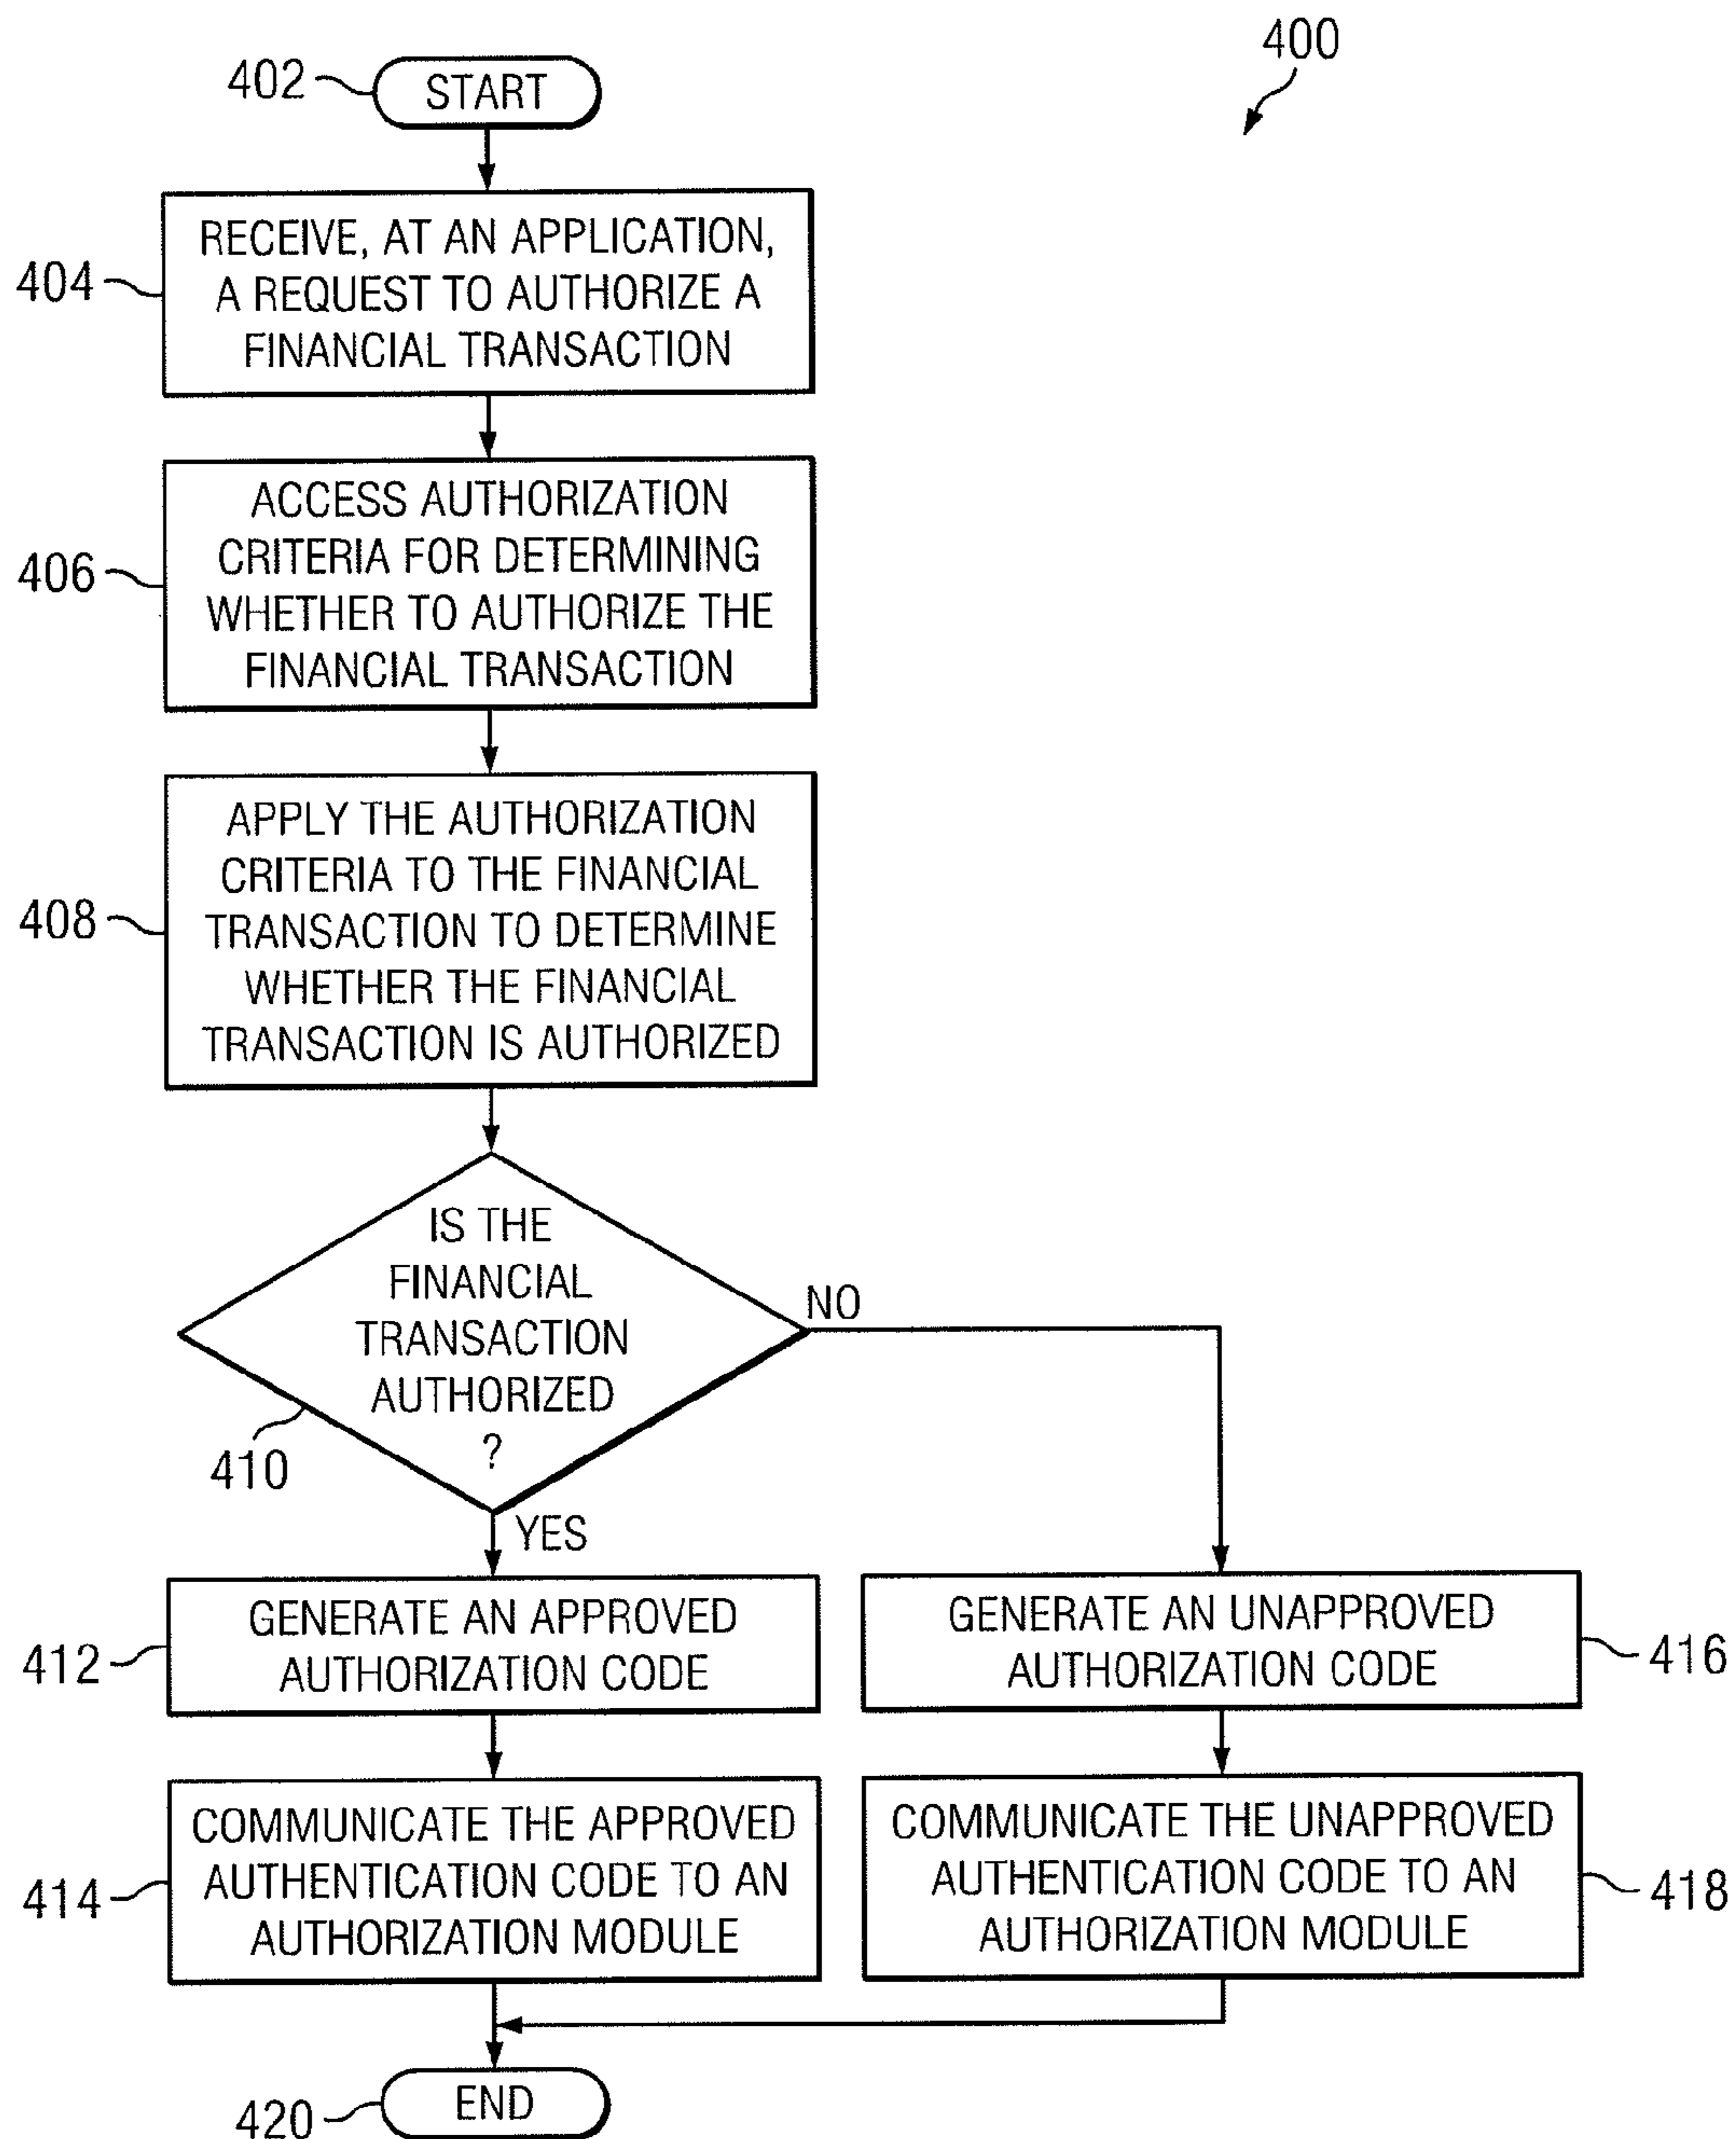 400
402
START
404
RECEIVE, AT AN APPLICATION,
A REQUEST TO AUTHORIZE A
FINANCIAL TRANSACTION
406
ACCESS AUTHORIZATION
CRITERIA FOR DETERMINING
WHETHER TO AUTHORIZE THE
FINANCIAL TRANSACTION
408
APPLY THE AUTHORIZATION
CRITERIA TO THE FINANCIAL
TRANSACTION TO DETERMINE
WHETHER THE FINANCIAL
TRANSACTION IS AUTHORIZED
IS THE
FINANCIAL
TRANSACTION
AUTHORIZED
?
410
NO
YES
412
GENERATE AN APPROVED
AUTHORIZATION CODE
GENERATE AN UNAPPROVED
AUTHORIZATION CODE
416
414
COMMUNICATE THE APPROVED
AUTHENTICATION CODE TO AN
AUTHORIZATION MODULE
COMMUNICATE THE UNAPPROVED
AUTHENTICATION CODE TO AN
AUTHORIZATION MODULE
418
420
END